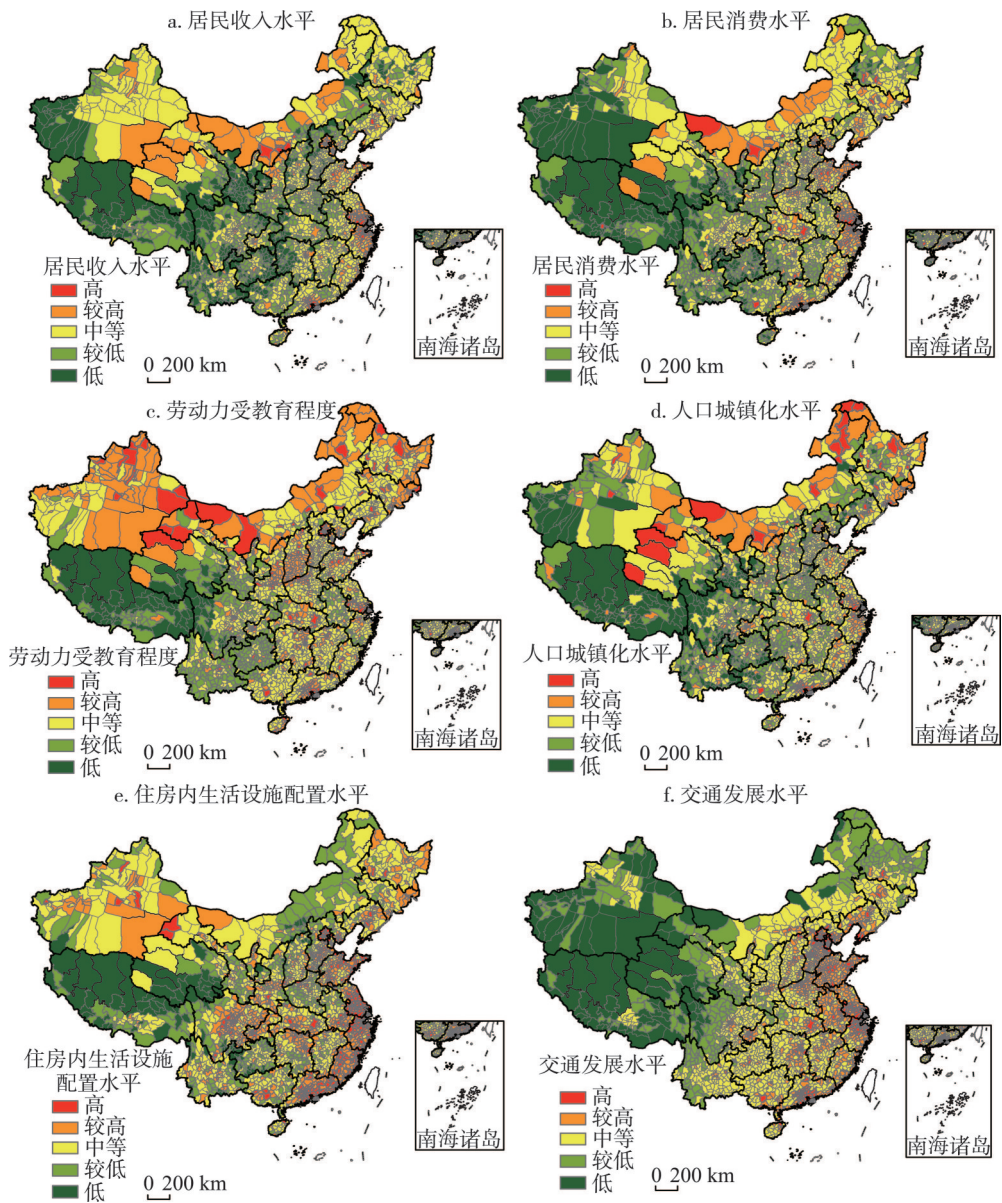 a. 居民收入水平
居民收入水平
高
较高
中等
较低
低
0 200 km
南海诸岛
b. 居民消费水平
居民消费水平
高
较高
中等
较低
低
0 200 km
南海诸岛
c. 劳动力受教育程度
劳动力受教育程度
高
较高
中等
较低
低
0 200 km
南海诸岛
d. 人口城镇化水平
人口城镇化水平
高
较高
中等
较低
低
0 200 km
南海诸岛
e. 住房内生活设施配置水平
住房内生活设施
配置水平
高
较高
中等
较低
低
0 200 km
南海诸岛
f. 交通发展水平
交通发展水平
高
较高
中等
较低
低
0 200 km
南海诸岛